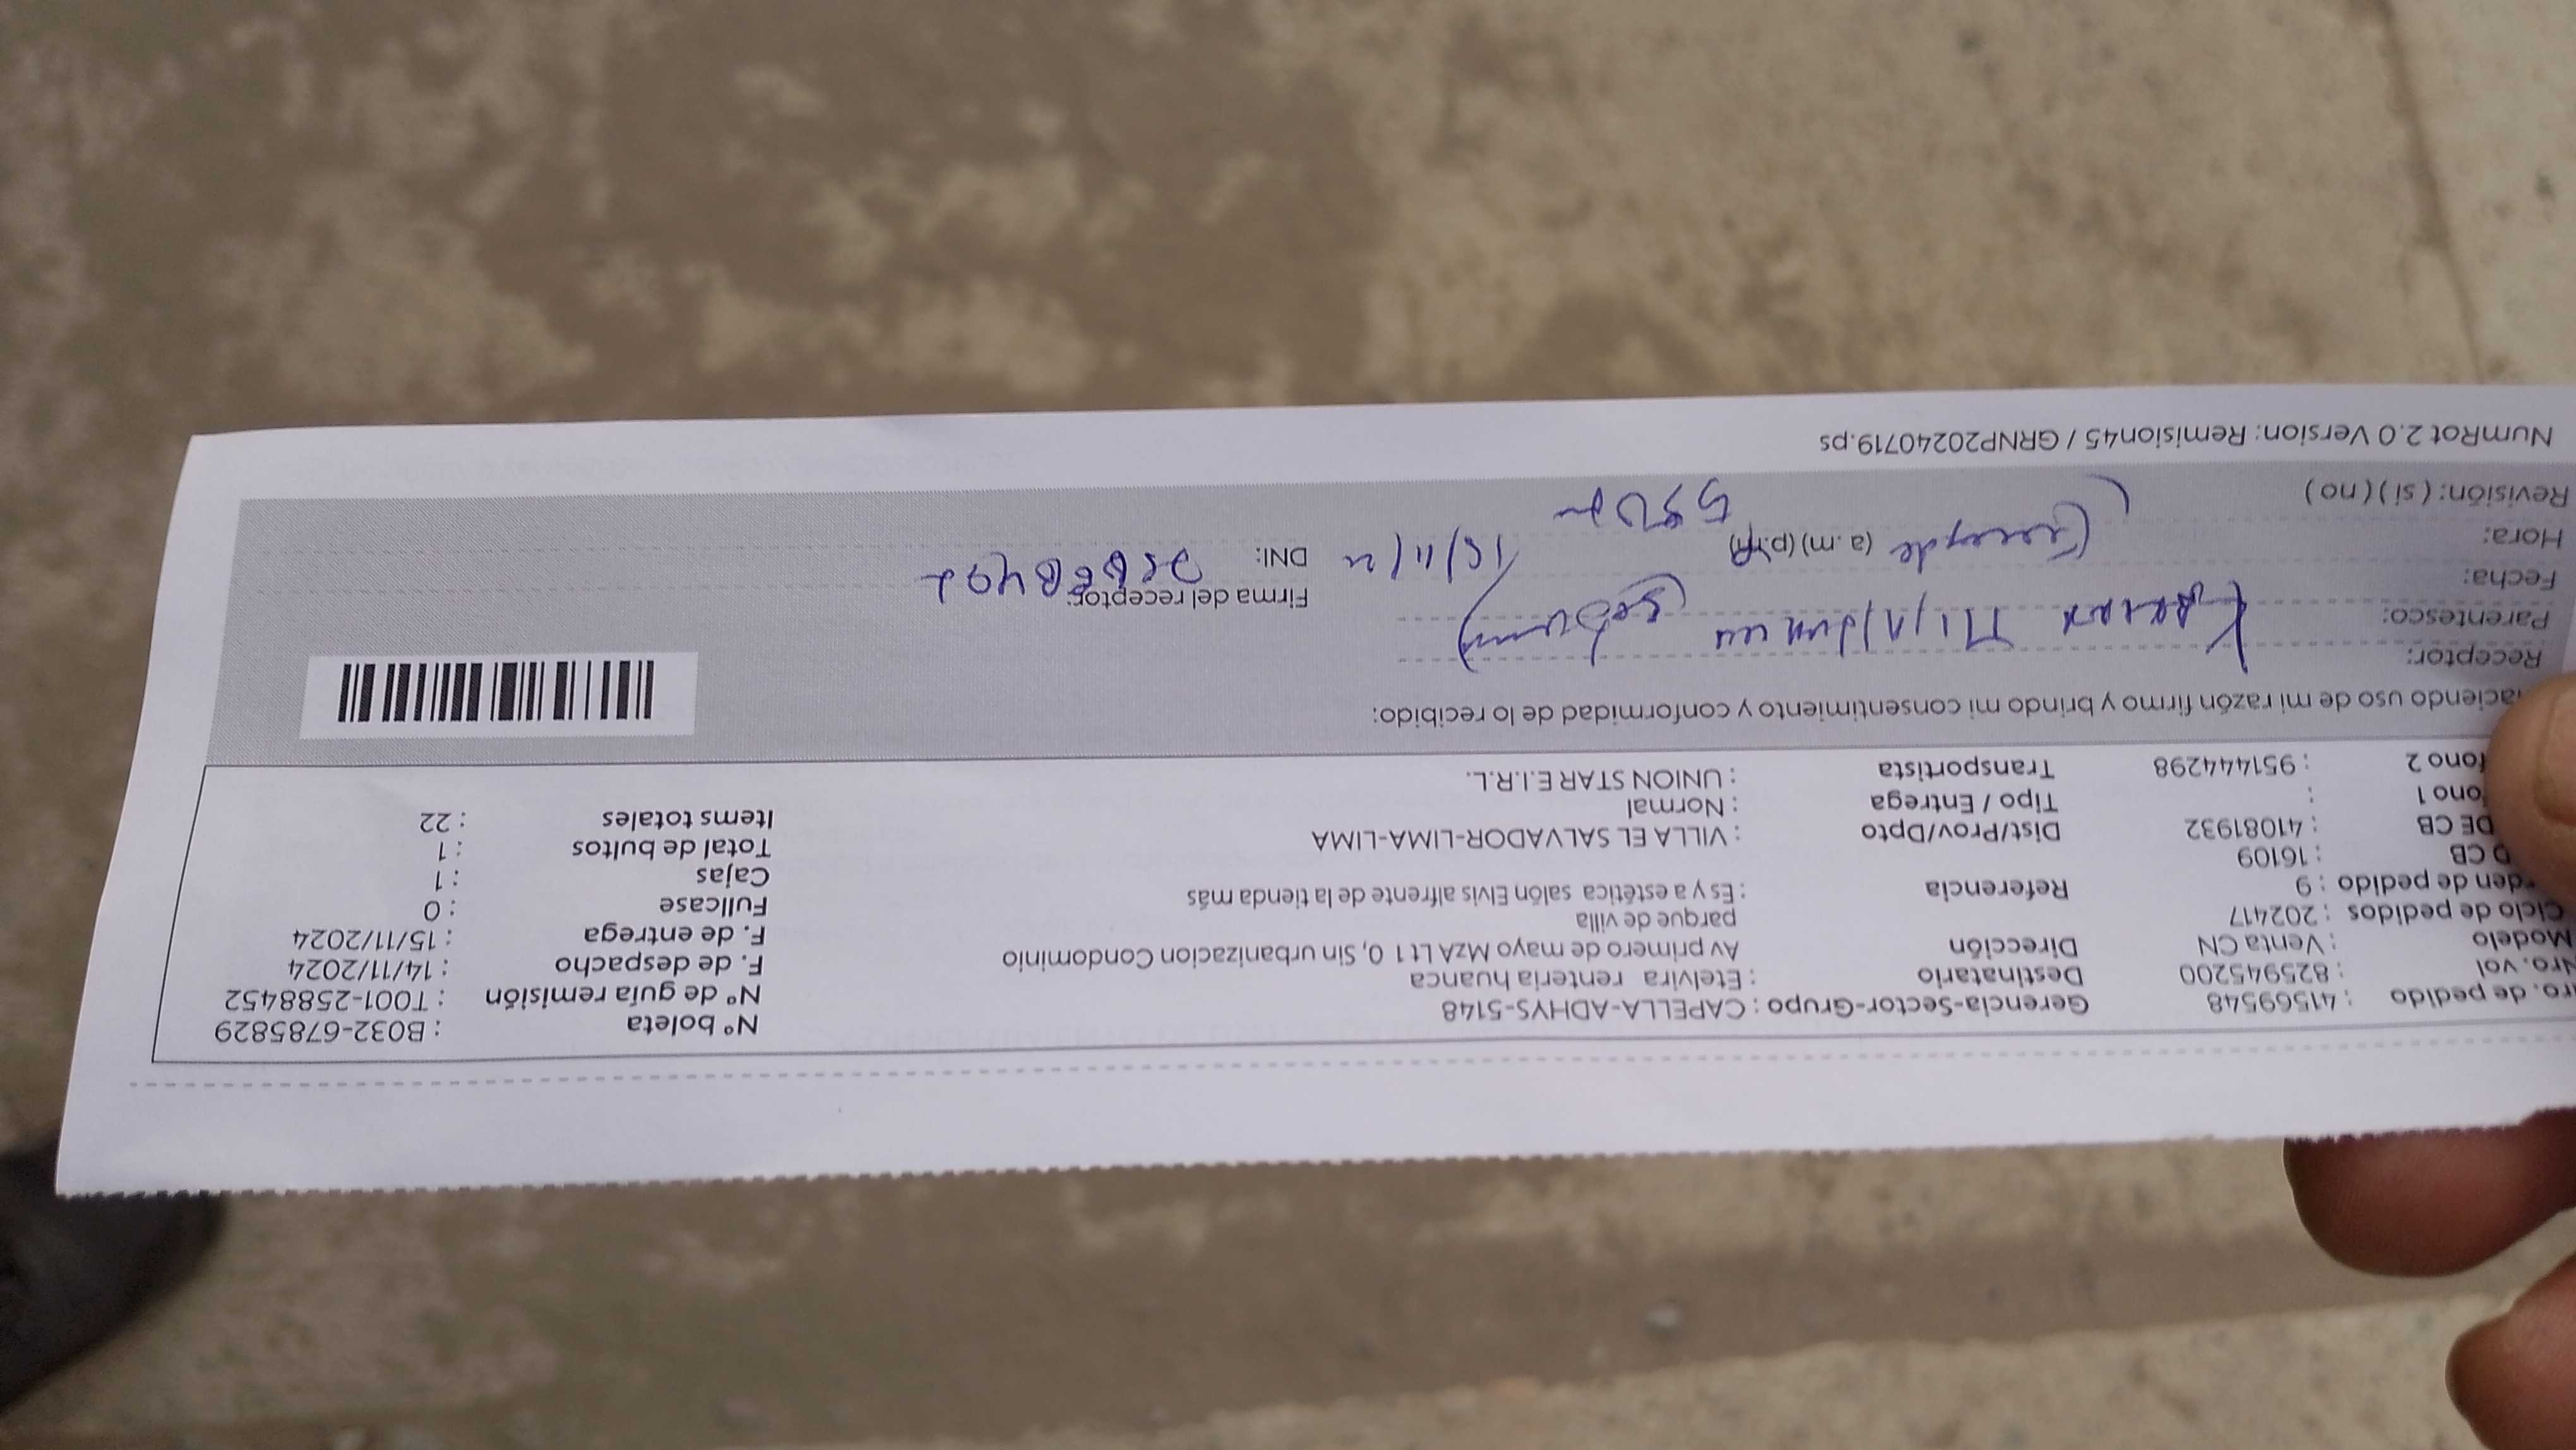 ro. de pedido : 41569548
Nro. vol : 825945200
Modelo : Venta CN
Ciclo de pedidos : 202417
den de pedido : 9
O CB : 16109
DE CB : 41081932
ono 1 :
fono 2 : 951444298
Gerencia-Sector-Grupo : CAPELLA-ADHYS-5148
Destinatario : Etelvira renteria huanca
Dirección Av primero de mayo MzA Lt 1 0, Sin urbanizacion Condominio
parque de villa
Referencia : Es y a estética salón Elvis alfrente de la tienda más
Dist/Prov/Dpto : VILLA EL SALVADOR-LIMA-LIMA
Tipo / Entrega : Normal
Transportista : UNION STAR E.I.R.L.
Nº boleta : B032-6785829
Nº de guía remisión : T001-2588452
F. de despacho : 14/11/2024
F. de entrega : 15/11/2024
Fullcase : 0
Cajas : 1
Total de bultos : 1
Items totales : 22
aciendo uso de mi razón firmo y brindo mi consentimiento y conformidad de lo recibido:
Receptor:
Parentesco:
Fecha:
Hora: (a.m) (p.m)
Revisión: ( si ) ( no )
Firma del receptor:
DNI:
NumRot 2.0 Version: Remision45 / GRNP20240719.ps